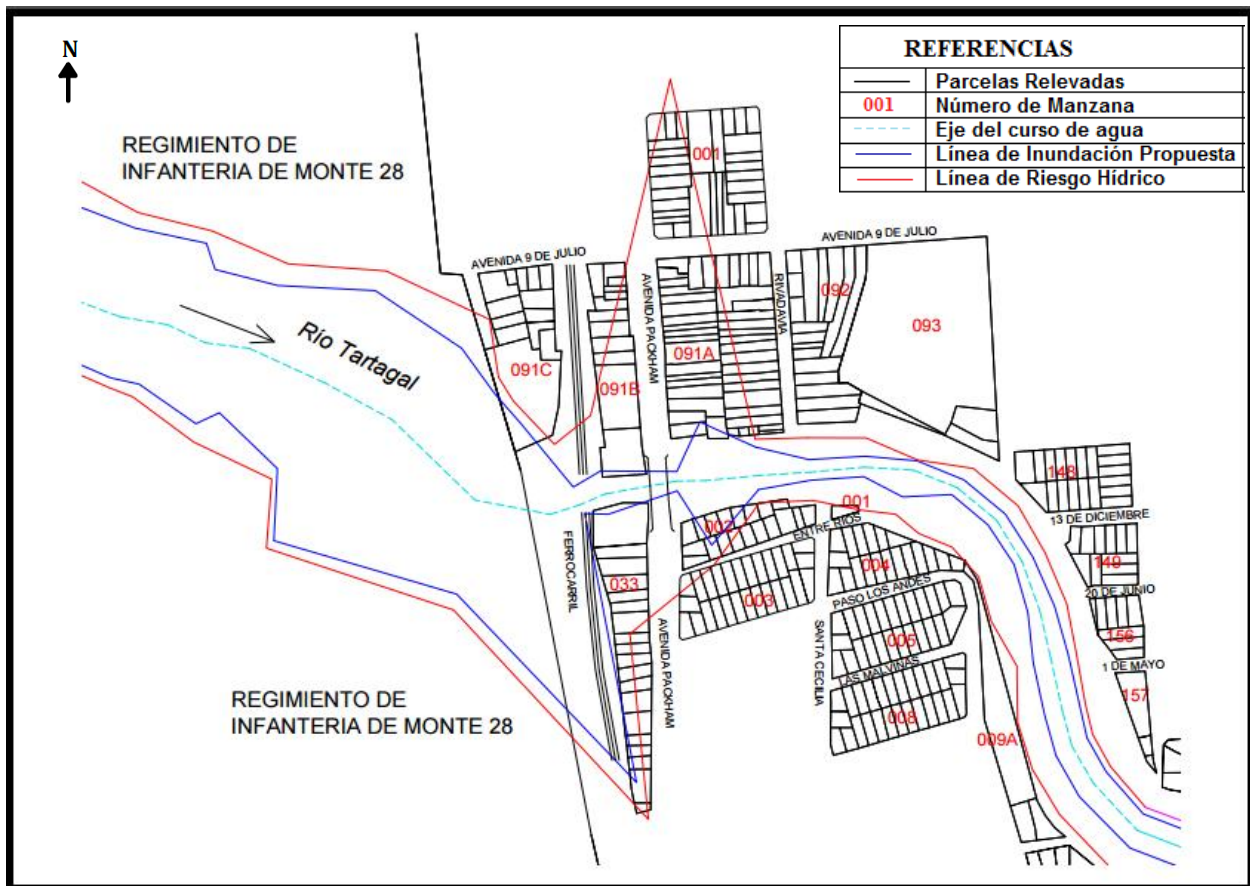 N
REFERENCIAS
Parcelas Relevadas
001 Número de Manzana
Eje del curso de agua
Línea de Inundación Propuesta
Línea de Riesgo Hídrico
REGIMIENTO DE
INFANTERIA DE MONTE 28
001
AVENIDA 9 DE JULIO
AVENIDA 9 DE JULIO
AVENIDA PACKHAM
RIVADAVIA
092
093
Río Tartagal
091C
091B
091A
148
001
13 DE DICIEMBRE
002
ENTRE RIOS
FERROCARRIL
033
003
004
149
PASO LOS ANDES
20 DE JUNIO
AVENIDA PACKHAM
SANTA CECILIA
005
156
LAS MALVINAS
1 DE MAYO
157
REGIMIENTO DE
INFANTERIA DE MONTE 28
008
009A